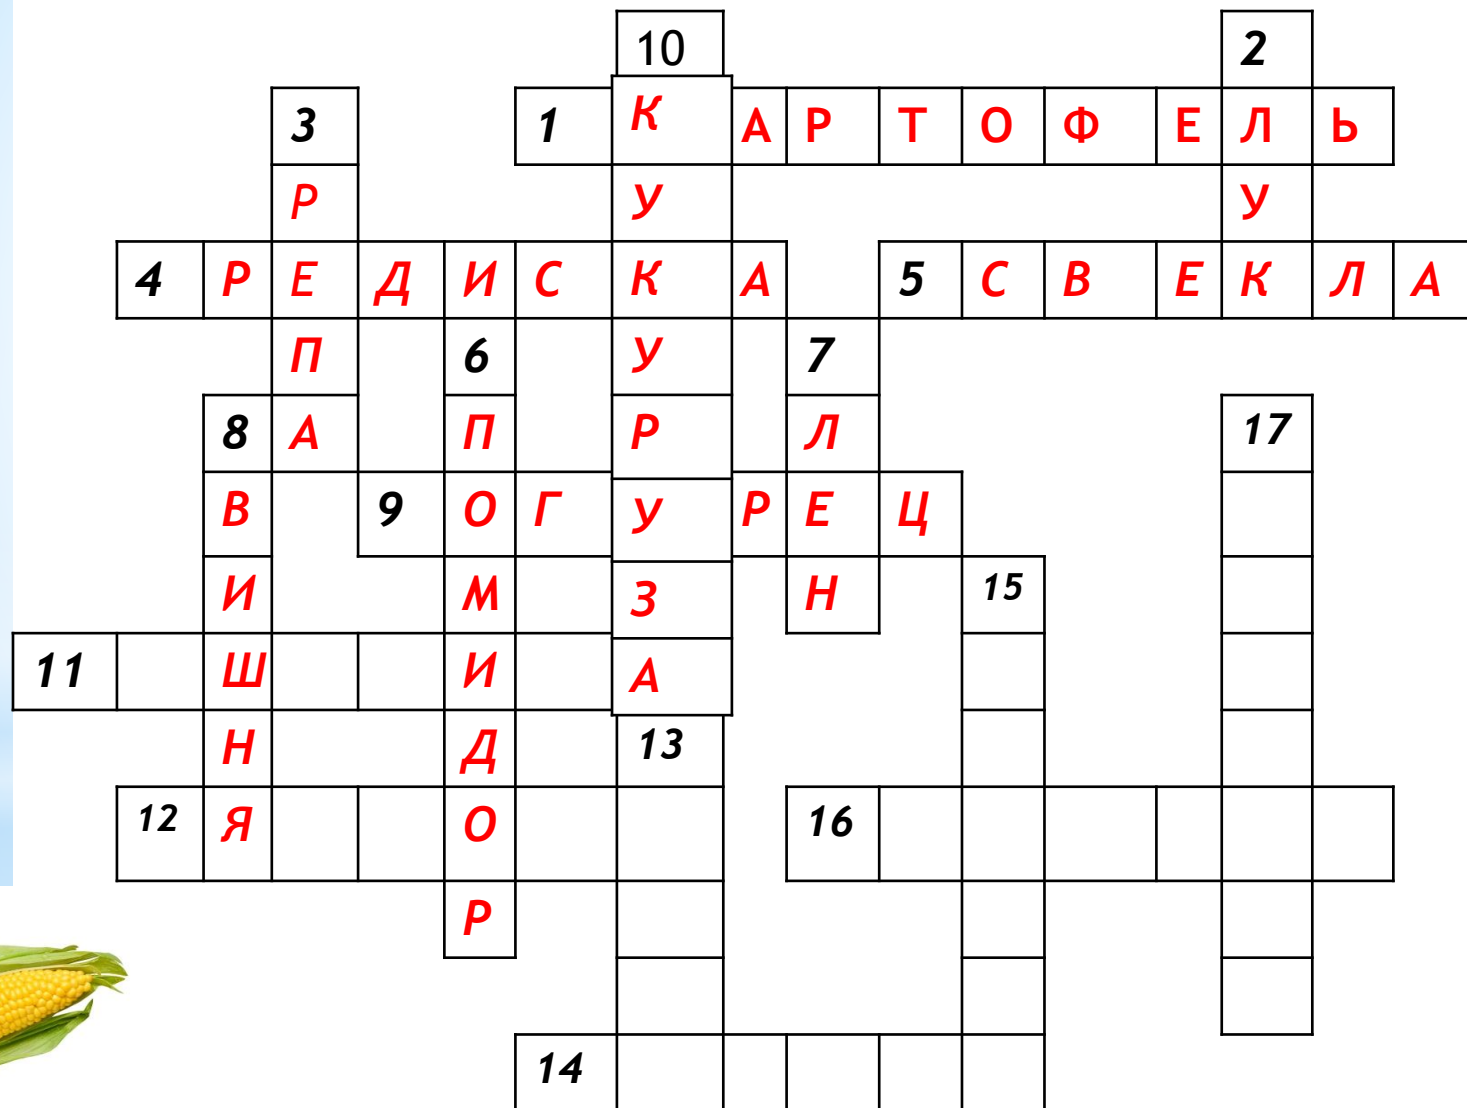 10 2
3 1 К А Р Т О Ф Е Л Ь
Р У У
4 Р Е Д И С К А 5 С В Е К Л А
П 6 У 7
8 А П Р Л 17
В 9 О Г У Р Е Ц
И М З Н 15
11 Ш И А
Н Д 13
12 Я О 16
Р
14